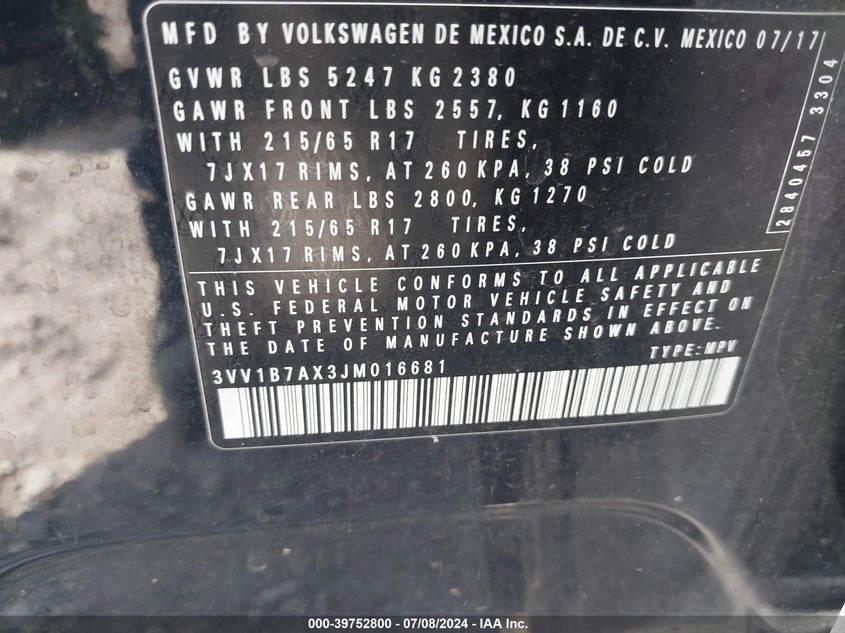 MFD BY VOLKSWAGEN DE MEXICO S.A. DE C.V. MEXICO 07/17
GVWR LBS 5247 KG 2380
GAWR FRONT LBS 2557, KG 1160
WITH 215/65 R17 TIRES,
7JX17 RIMS, AT 260 KPA, 38 PSI COLD
GAWR REAR LBS 2800, KG 1270
WITH 215/65 R17 TIRES,
7JX17 RIMS, AT 260 KPA, 38 PSI COLD
2840457 3304
THIS VEHICLE CONFORMS TO ALL APPLICABLE
U.S. FEDERAL MOTOR VEHICLE SAFETY AND
THEFT PREVENTION STANDARDS IN EFFECT ON
THE DATE OF MANUFACTURE SHOWN ABOVE.
TYPE: MPV
3VV1B7AX3JM016681
000-39752800 - 07/08/2024 - VV1 Inc.